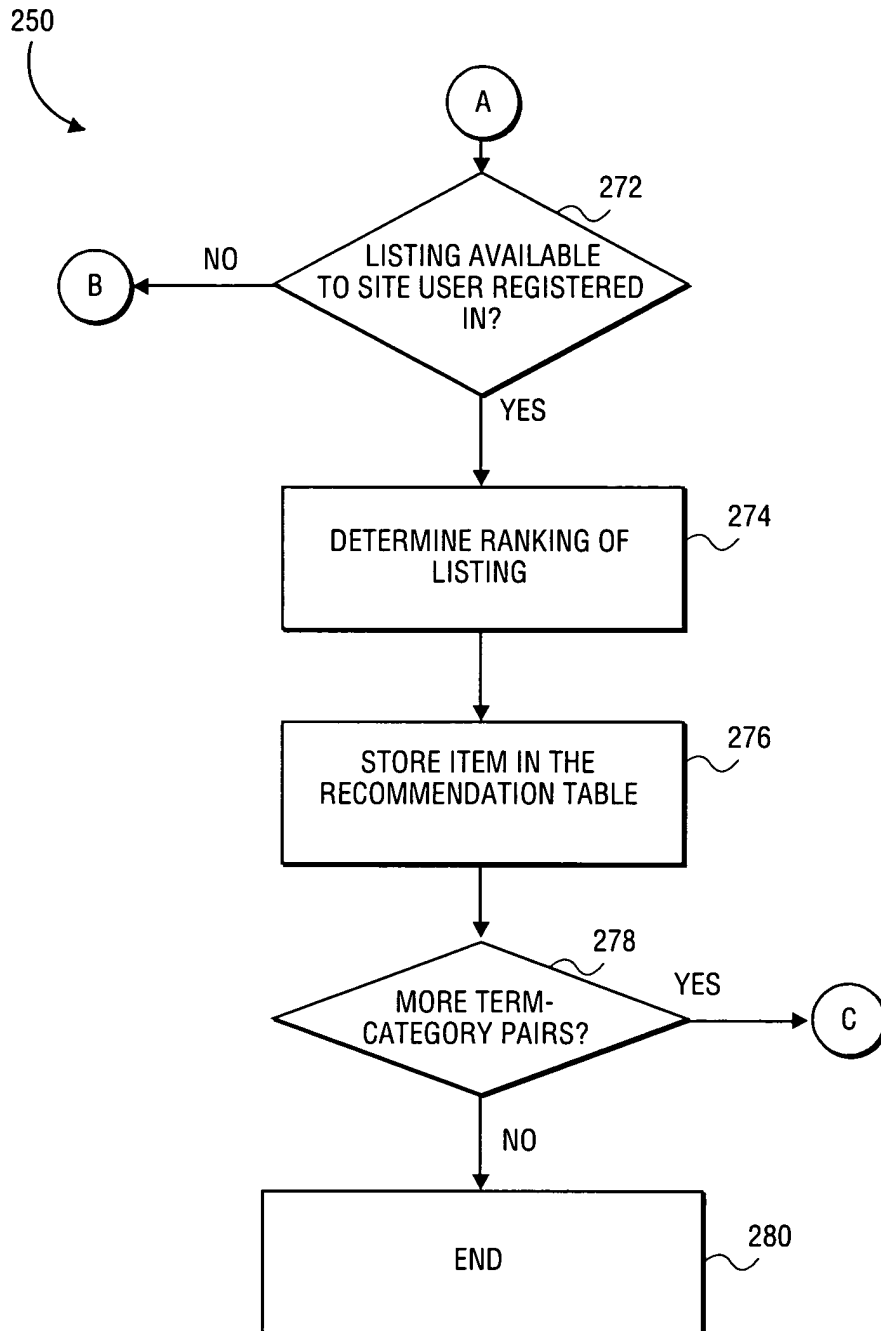 250
A
272
LISTING AVAILABLE
TO SITE USER REGISTERED
IN?
NO
B
YES
274
DETERMINE RANKING OF
LISTING
276
STORE ITEM IN THE
RECOMMENDATION TABLE
278
MORE TERM-
CATEGORY PAIRS?
YES
C
NO
END
280